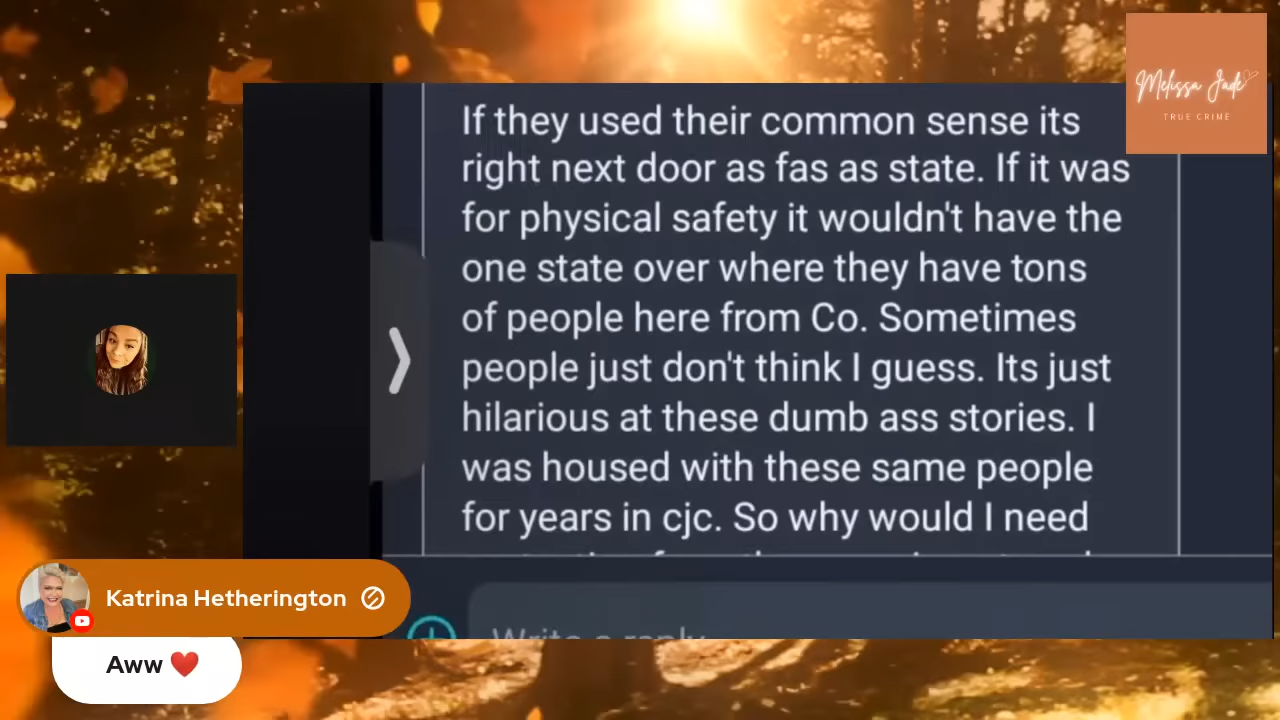 Melissa Jade
TRUE CRIME
If they used their common sense its
right next door as fas as state. If it was
for physical safety it wouldn't have the
one state over where they have tons
of people here from Co. Sometimes
people just don't think I guess. Its just
hilarious at these dumb ass stories. I
was housed with these same people
for years in cjc. So why would I need
Write a reply
Katrina Hetherington
Aww ❤️